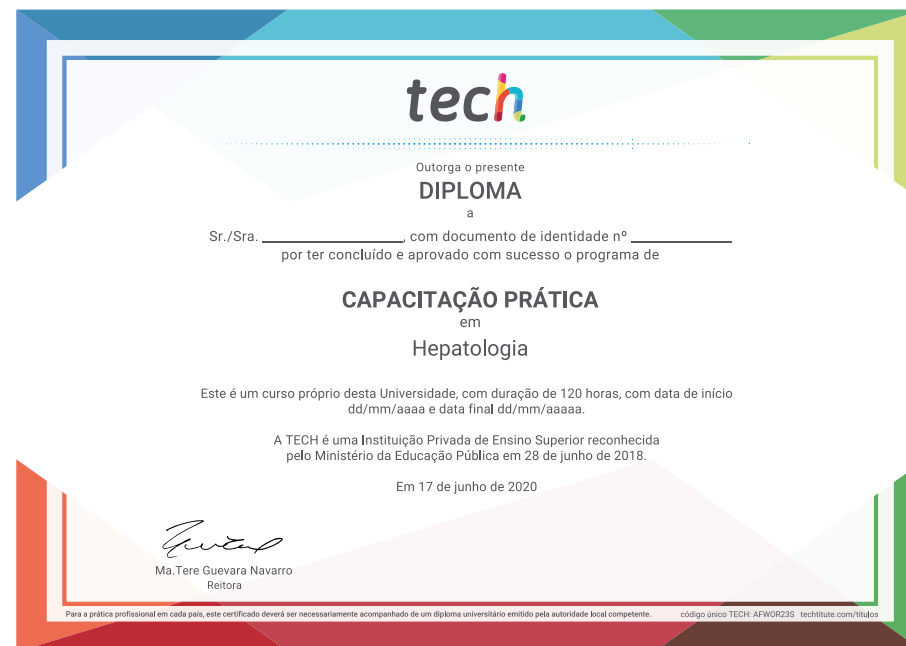 tech
Outorga o presente
DIPLOMA
a
Sr./Sra. ____________, com documento de identidade nº ____________
por ter concluído e aprovado com sucesso o programa de
CAPACITAÇÃO PRÁTICA
em
Hepatologia
Este é um curso próprio desta Universidade, com duração de 120 horas, com data de início
dd/mm/aaaa e data final dd/mm/aaaaa.
A TECH é uma Instituição Privada de Ensino Superior reconhecida
pelo Ministério da Educação Pública em 28 de junho de 2018.
Em 17 de junho de 2020
Ma.Tere Guevara Navarro
Reitora
Para a prática profissional em cada país, este certificado deverá ser necessariamente acompanhado de um diploma universitário emitido pela autoridade local competente. código único TECH: AFWOR23S techtitute.com/titulos